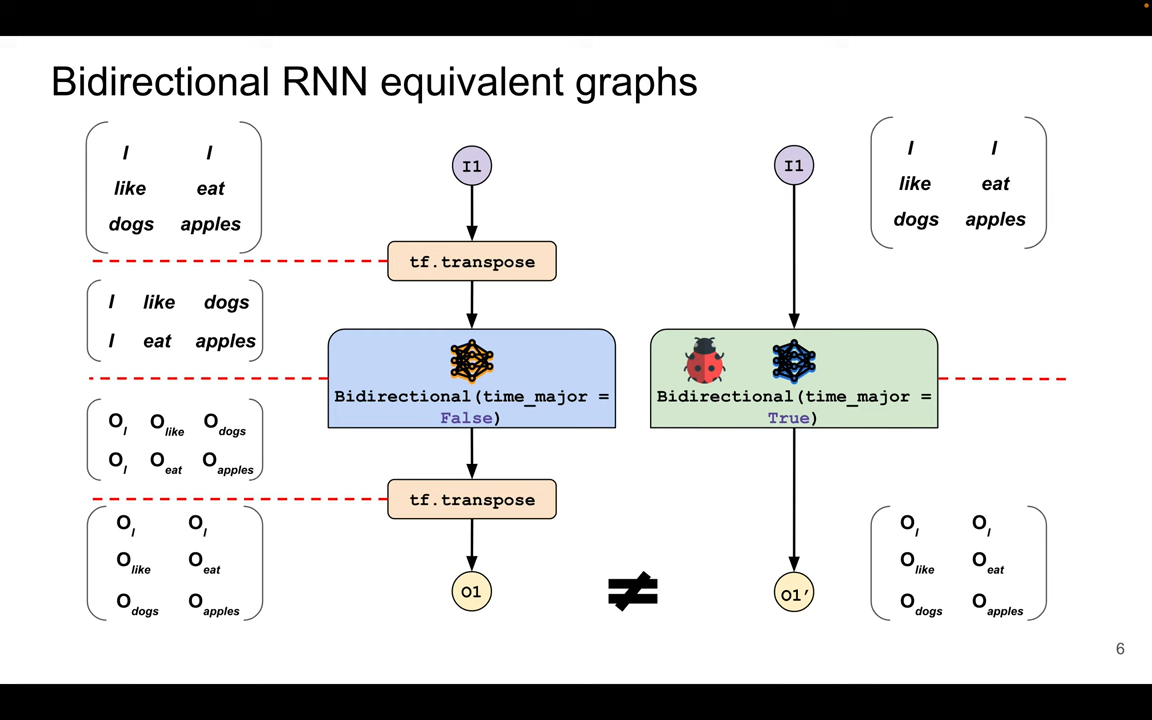 Bidirectional RNN equivalent graphs
I I
like eat
dogs apples
I like dogs
I eat apples
O_I O_like O_dogs
O_I O_eat O_apples
O_I O_I
O_like O_eat
O_dogs O_apples
I1
tf.transpose
Bidirectional(time_major =
False)
tf.transpose
O1
≠
I1
Bidirectional(time_major =
True)
O1’
I I
like eat
dogs apples
O_I O_I
O_like O_eat
O_dogs O_apples
6